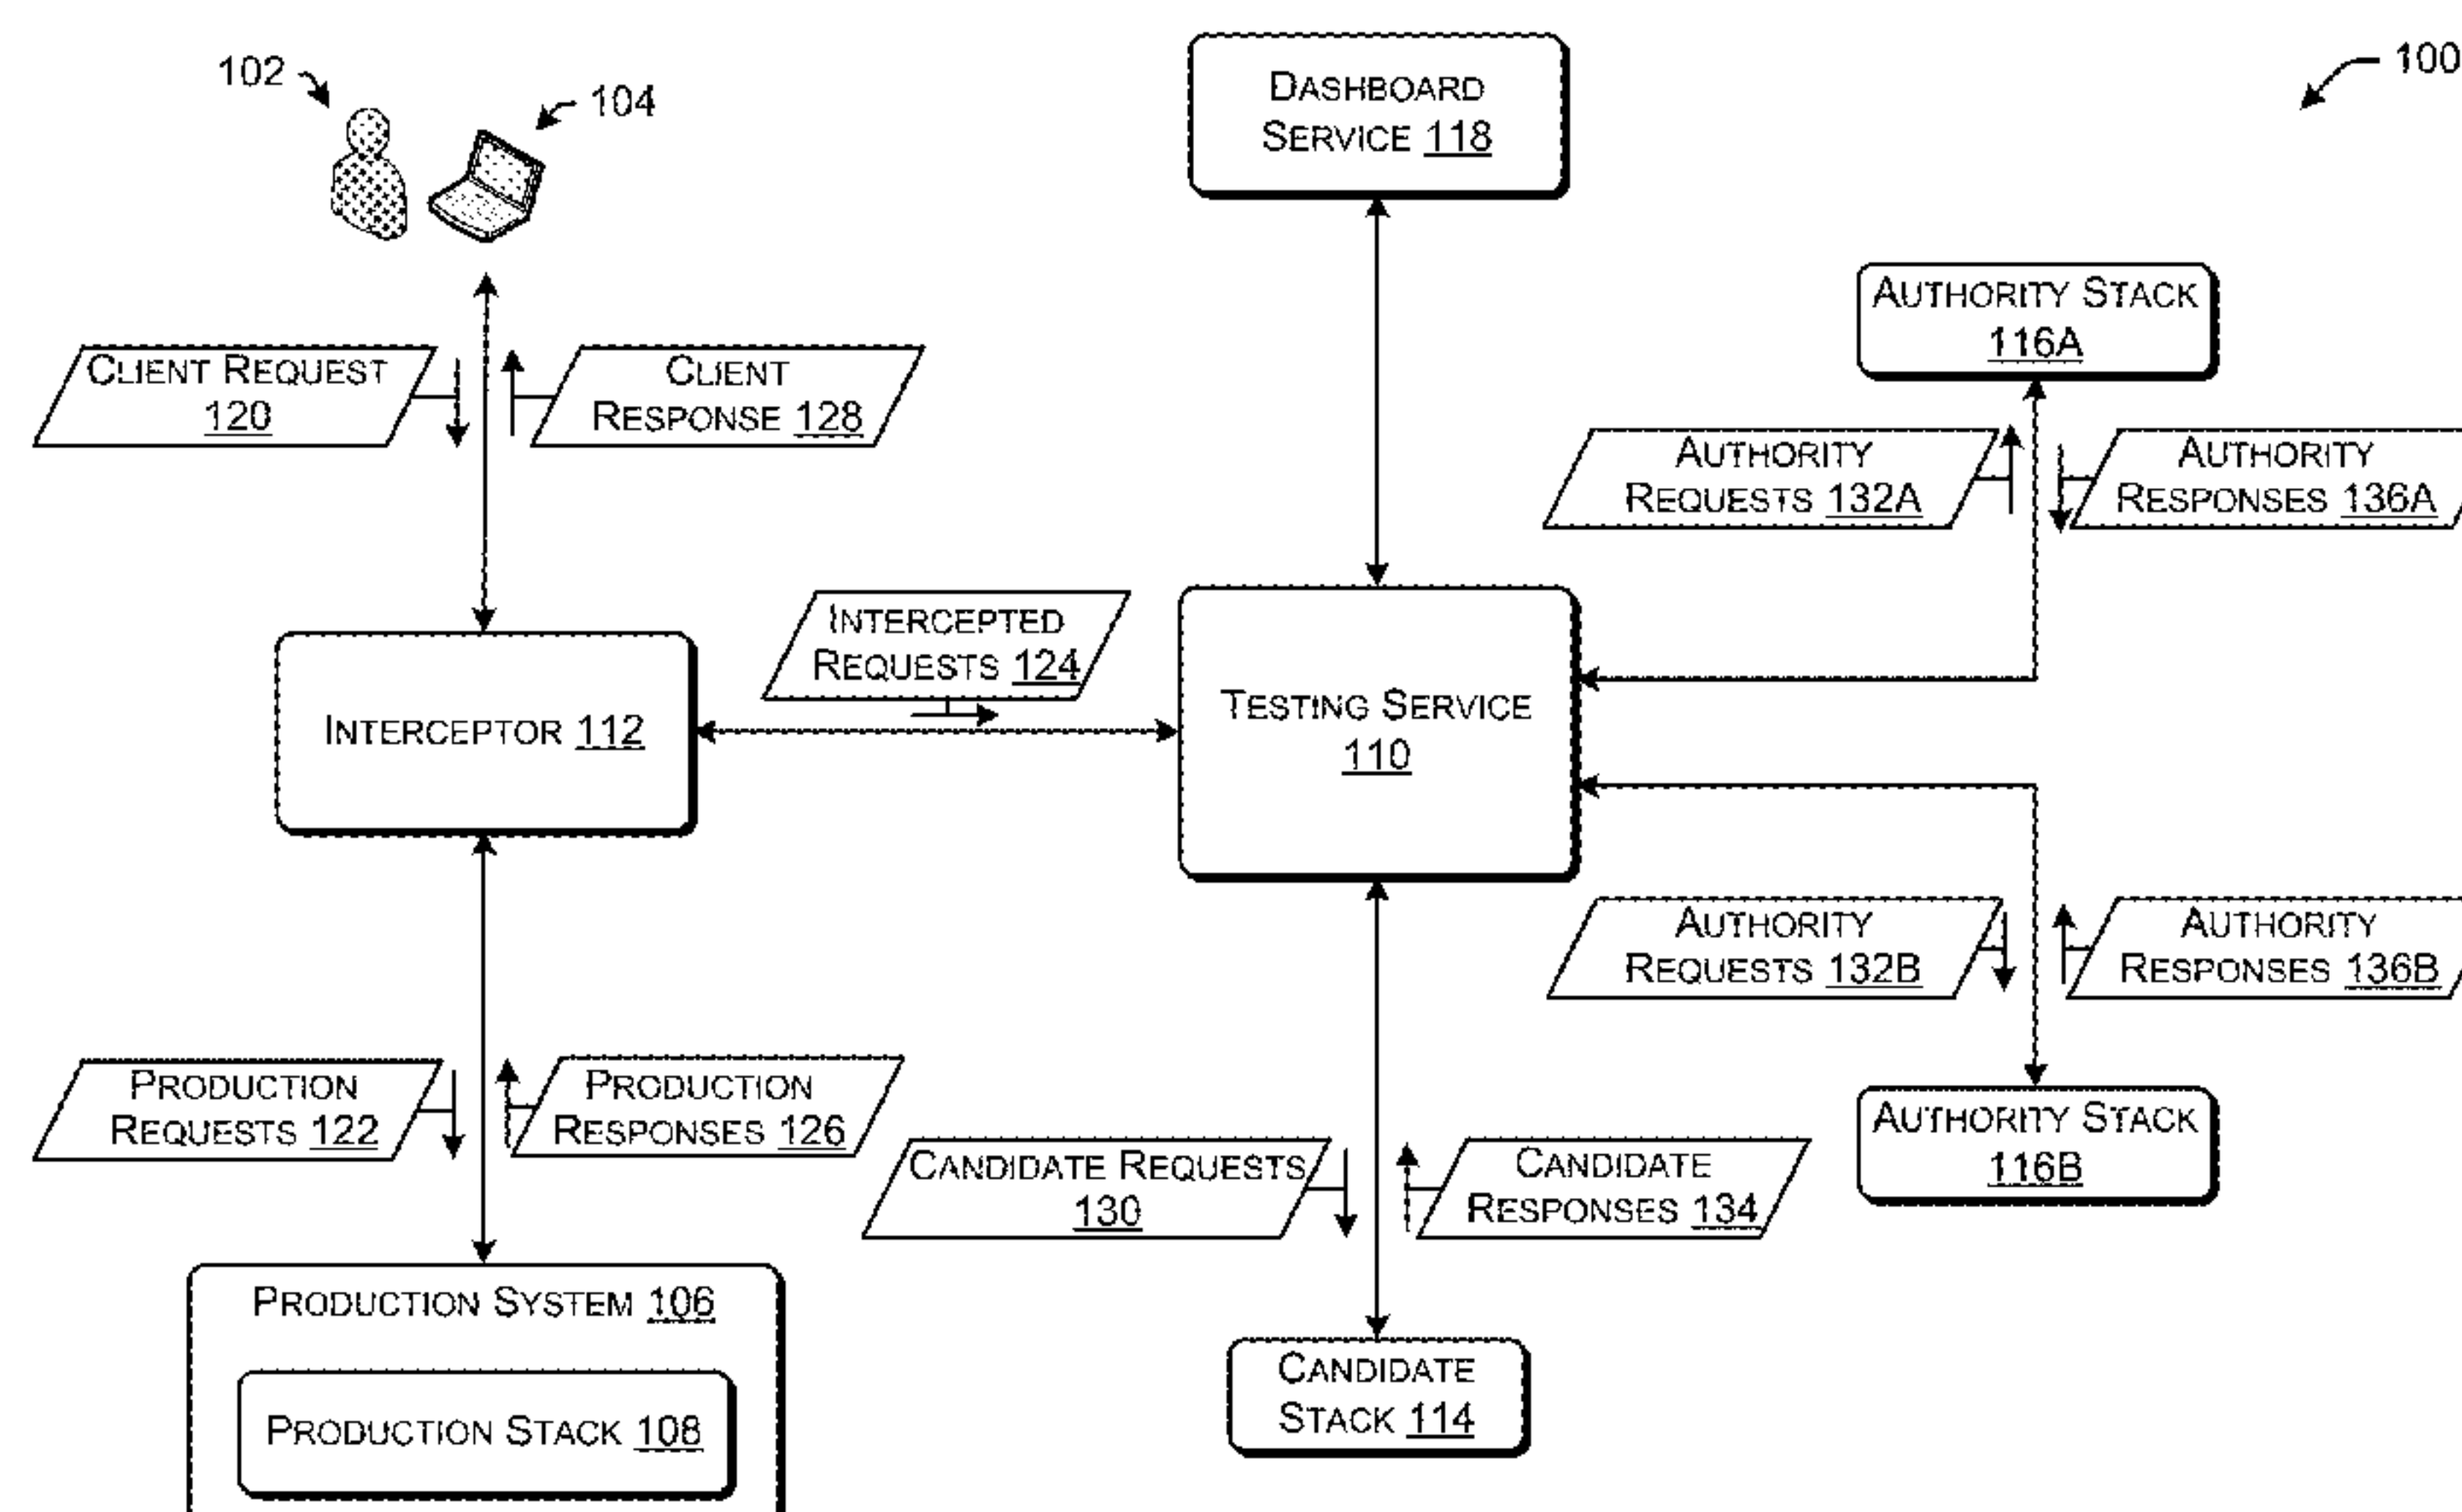 102
104
100
DASHBOARD
SERVICE 118
AUTHORITY STACK
116A
CLIENT REQUEST
120
CLIENT
RESPONSE 128
AUTHORITY
REQUESTS 132A
AUTHORITY
RESPONSES 136A
INTERCEPTED
REQUESTS 124
INTERCEPTOR 112
TESTING SERVICE
110
AUTHORITY
REQUESTS 132B
AUTHORITY
RESPONSES 136B
PRODUCTION
REQUESTS 122
PRODUCTION
RESPONSES 126
CANDIDATE REQUESTS
130
CANDIDATE
RESPONSES 134
AUTHORITY STACK
116B
PRODUCTION SYSTEM 106
PRODUCTION STACK 108
CANDIDATE
STACK 114